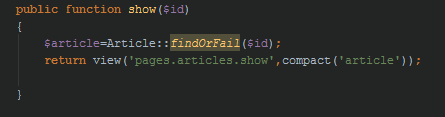 public function show($id)
{
$article=Article::findOrFail($id);
return view('pages.articles.show',compact('article'));
}